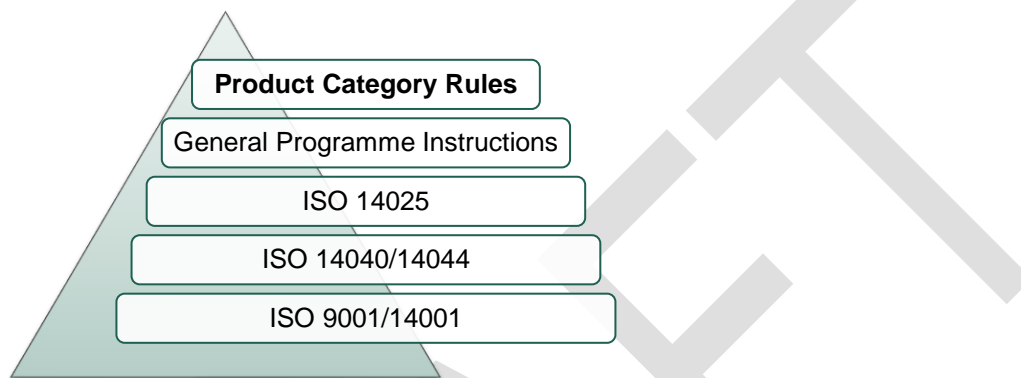 Product Category Rules
General Programme Instructions
ISO 14025
ISO 14040/14044
ISO 9001/14001